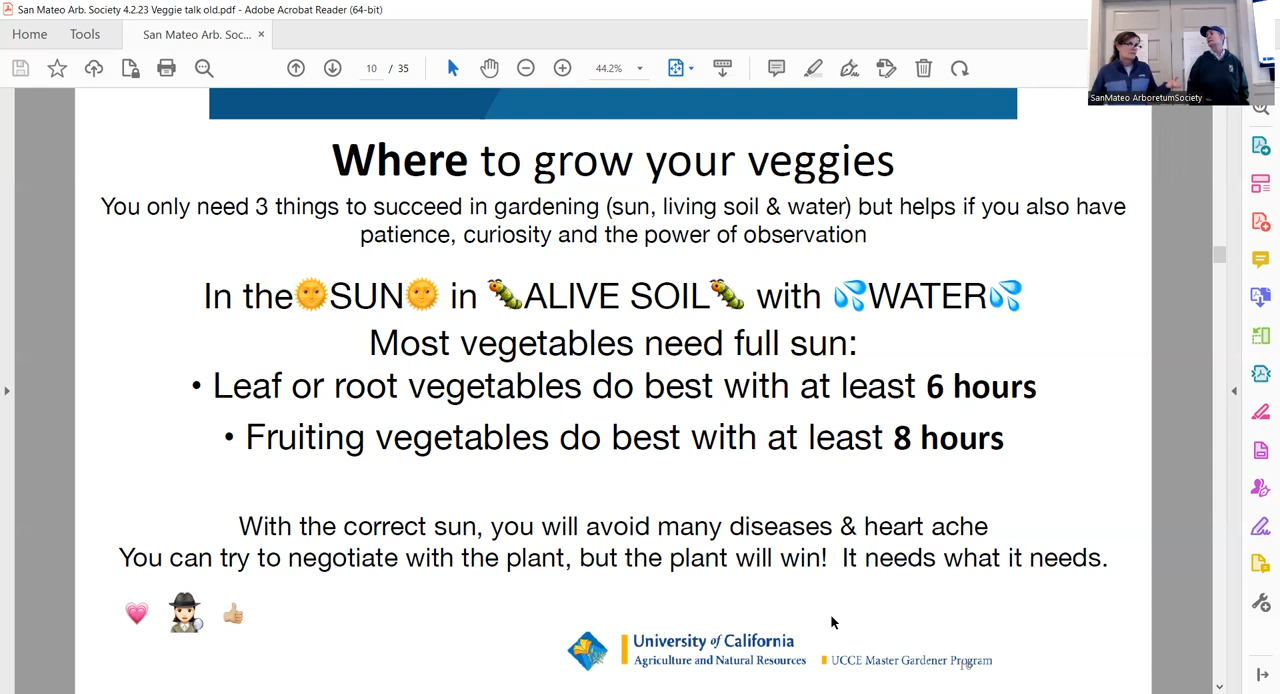 San Mateo Arb. Society 4.2.23 Veggie talk old.pdf - Adobe Acrobat Reader (64-bit)
Home Tools San Mateo Arb. Soc... ×
10 / 35 44.2%
SanMateo ArboretumSociety
Where to grow your veggies
You only need 3 things to succeed in gardening (sun, living soil & water) but helps if you also have
patience, curiosity and the power of observation
In the🌞SUN🌞 in 🐛ALIVE SOIL🐛 with 💦WATER💦
Most vegetables need full sun:
• Leaf or root vegetables do best with at least 6 hours
• Fruiting vegetables do best with at least 8 hours
With the correct sun, you will avoid many diseases & heart ache
You can try to negotiate with the plant, but the plant will win! It needs what it needs.
University of California
Agriculture and Natural Resources UCCE Master Gardener Program